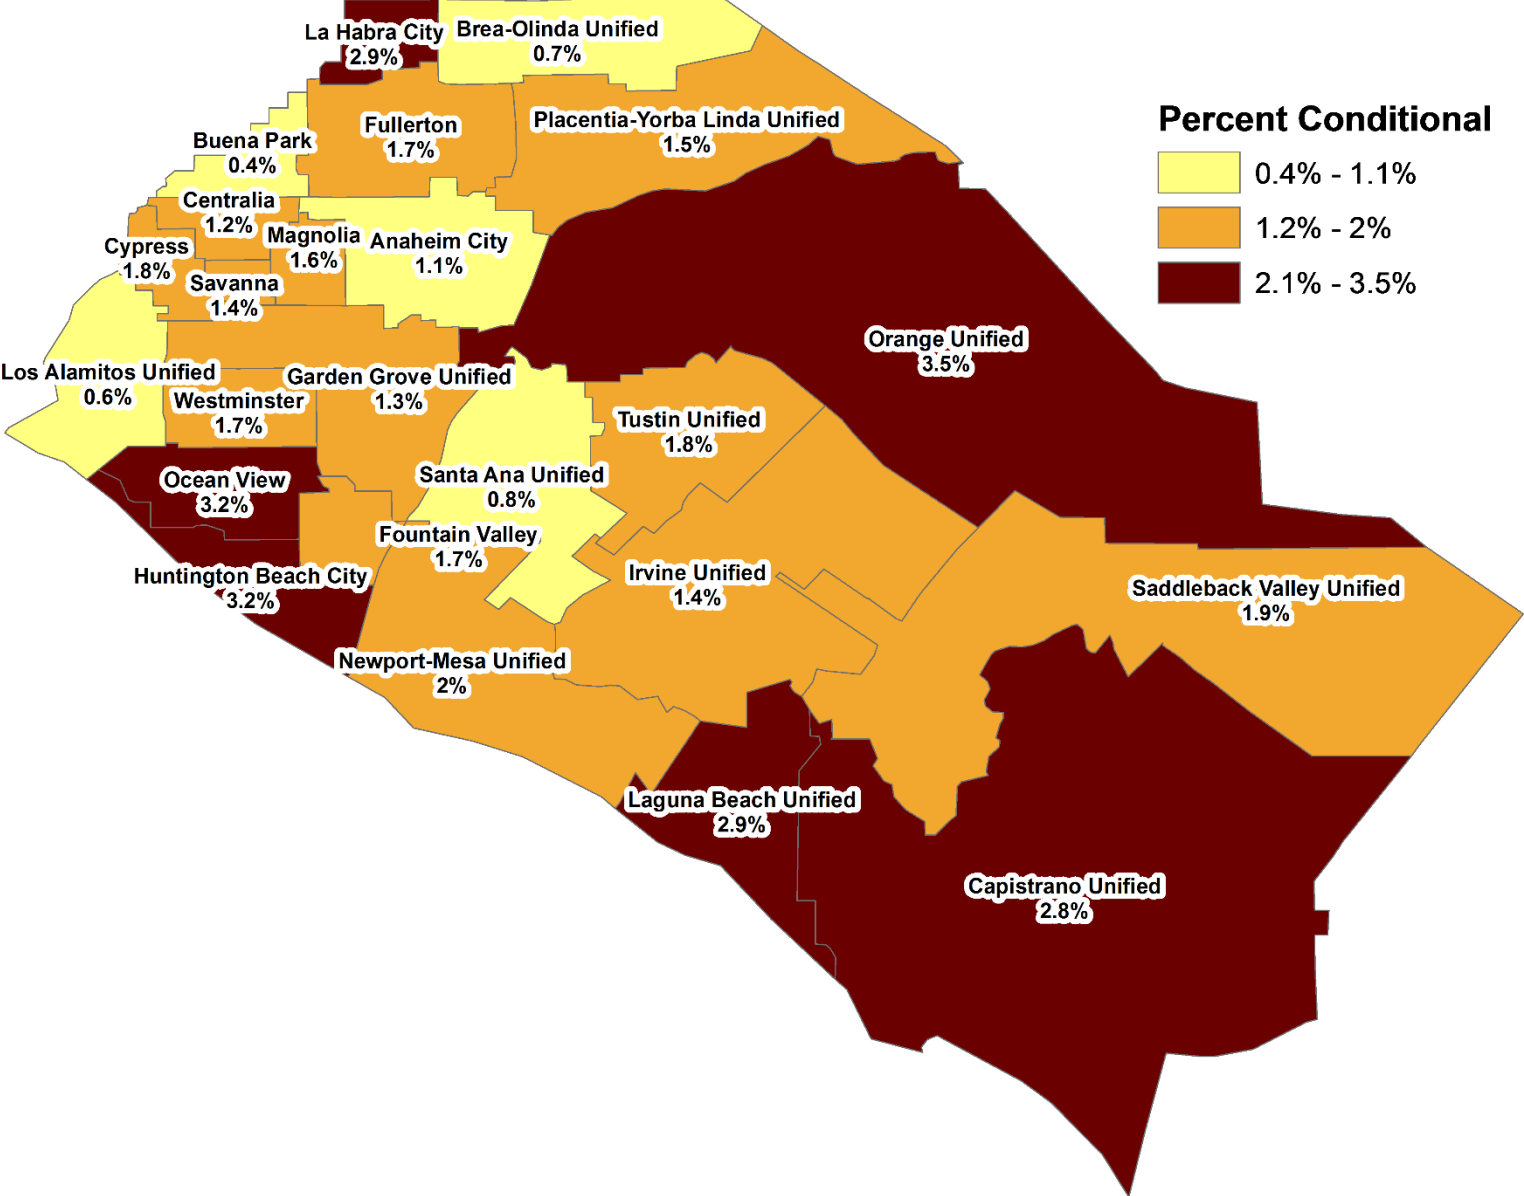 La Habra City
2.9%
Brea-Olinda Unified
0.7%
Percent Conditional
0.4% - 1.1%
1.2% - 2%
2.1% - 3.5%
Fullerton
1.7%
Placentia-Yorba Linda Unified
1.5%
Buena Park
0.4%
Centralia
1.2%
Magnolia
1.6%
Anaheim City
1.1%
Cypress
1.8%
Savanna
1.4%
Orange Unified
3.5%
Los Alamitos Unified
0.6%
Garden Grove Unified
1.3%
Westminster
1.7%
Tustin Unified
1.8%
Ocean View
3.2%
Santa Ana Unified
0.8%
Fountain Valley
1.7%
Huntington Beach City
3.2%
Irvine Unified
1.4%
Saddleback Valley Unified
1.9%
Newport-Mesa Unified
2%
Laguna Beach Unified
2.9%
Capistrano Unified
2.8%